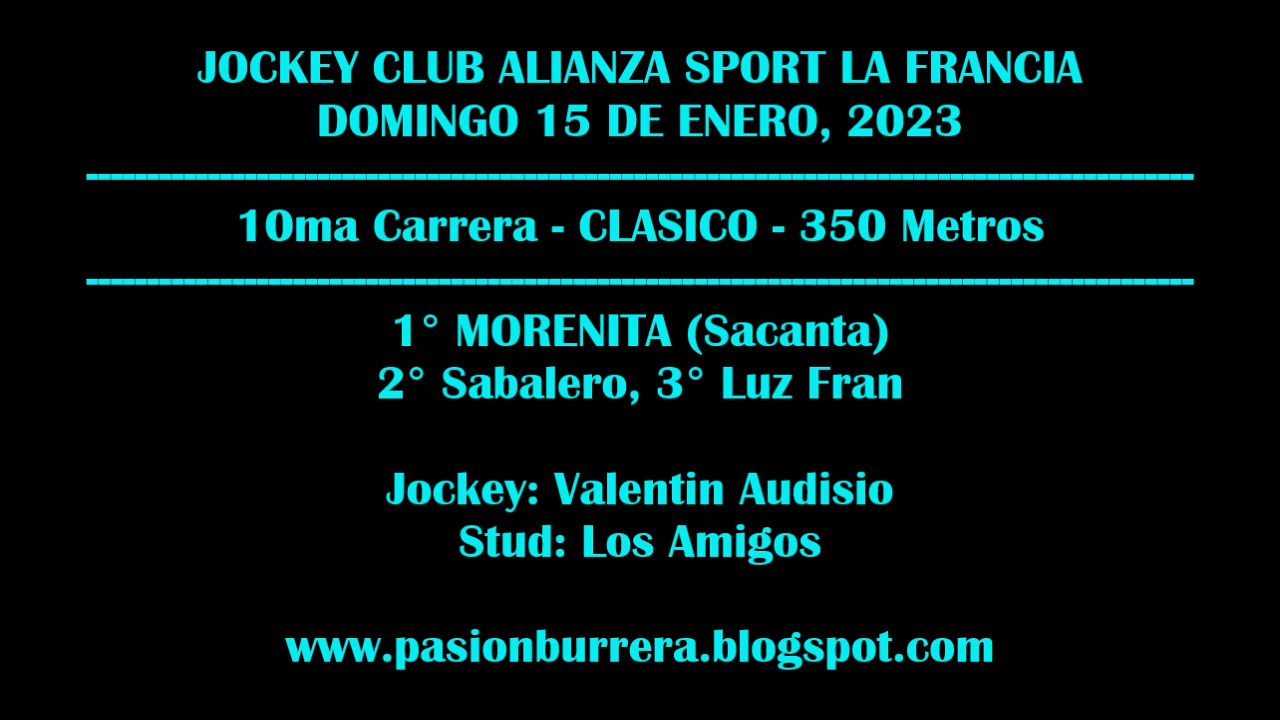 JOCKEY CLUB ALIANZA SPORT LA FRANCIA
DOMINGO 15 DE ENERO, 2023
-------------------------------------------------------------------------------------------
10ma Carrera - CLASICO - 350 Metros
-------------------------------------------------------------------------------------------
1° MORENITA (Sacanta)
2° Sabalero, 3° Luz Fran
Jockey: Valentin Audisio
Stud: Los Amigos
www.pasionburrera.blogspot.com